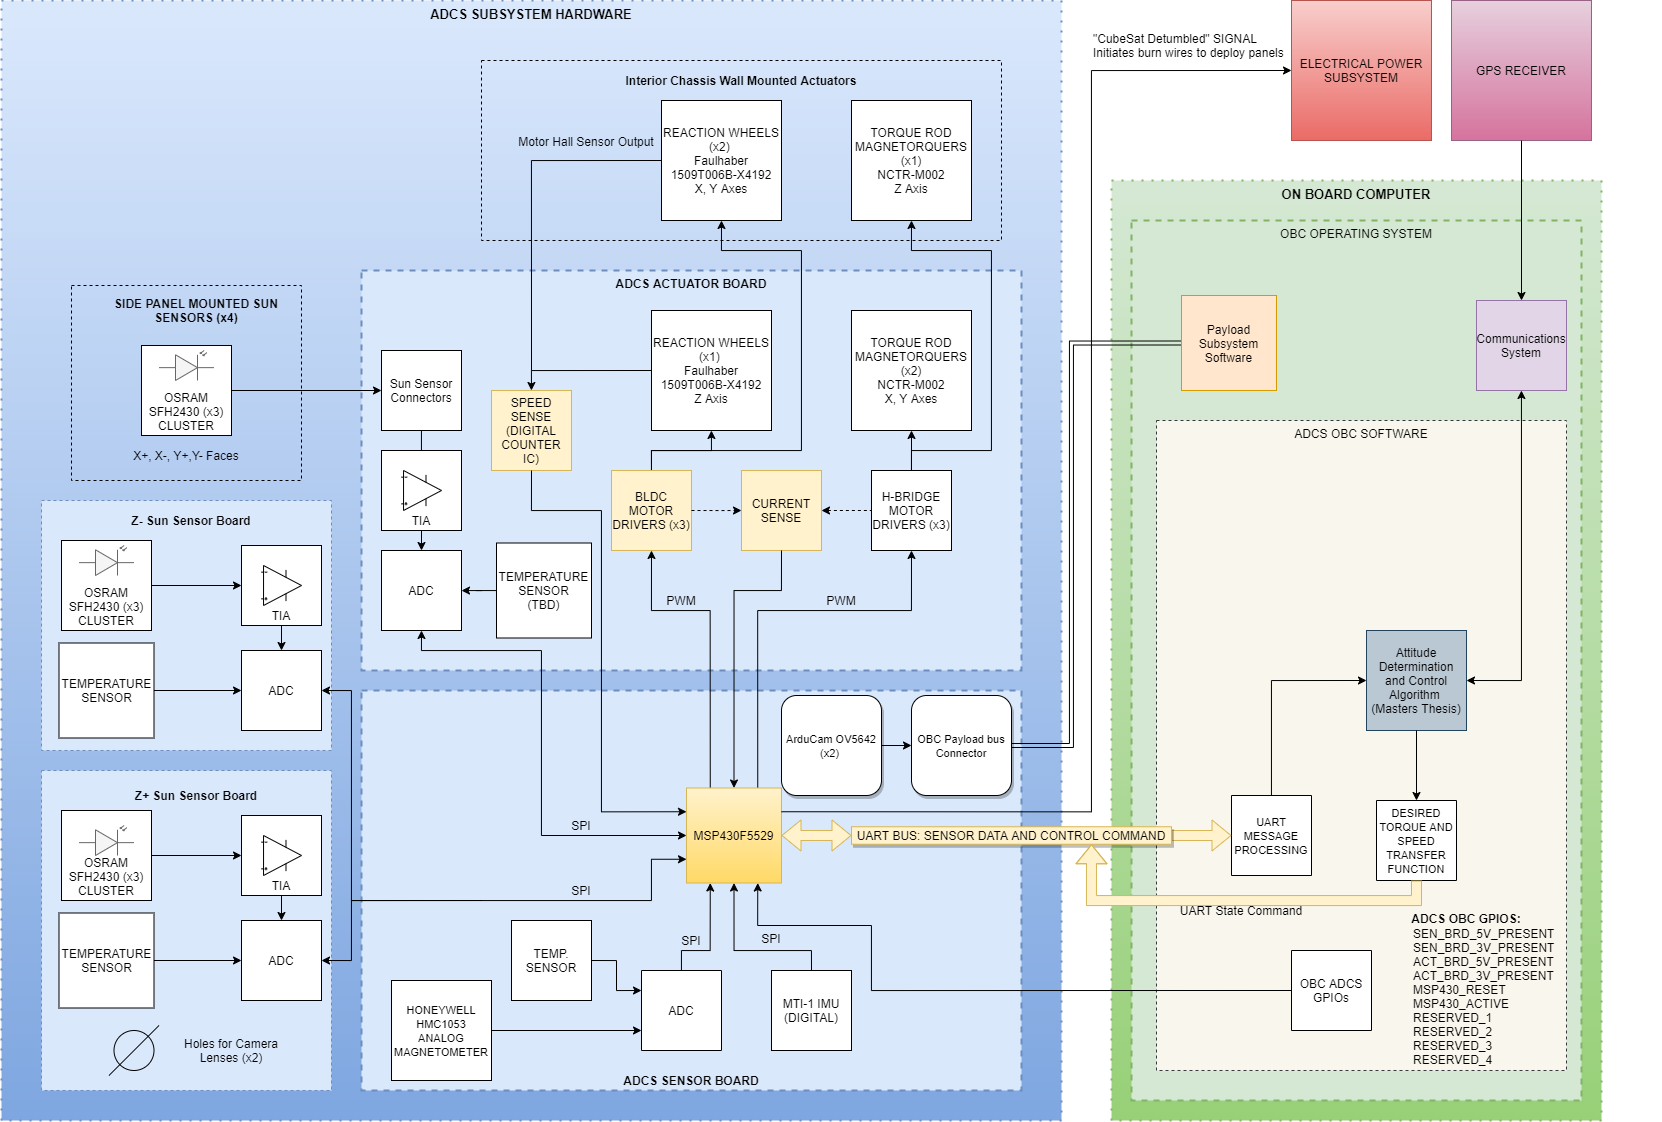 ADCS SUBSYSTEM HARDWARE
"CubeSat Detumbled" SIGNAL
Initiates burn wires to deploy panels
ELECTRICAL POWER
SUBSYSTEM
GPS RECEIVER
Interior Chassis Wall Mounted Actuators
Motor Hall Sensor Output
REACTION WHEELS
(x2)
Faulhaber
1509T006B-X4192
X, Y Axes
TORQUE ROD
MAGNETORQUERS
(x1)
NCTR-M002
Z Axis
ON BOARD COMPUTER
OBC OPERATING SYSTEM
ADCS ACTUATOR BOARD
SIDE PANEL MOUNTED SUN
SENSORS (x4)
OSRAM
SFH2430 (x3)
CLUSTER
X+, X-, Y+,Y- Faces
Sun Sensor
Connectors
TIA
ADC
TEMPERATURE
SENSOR
(TBD)
SPEED
SENSE
(DIGITAL
COUNTER
IC)
REACTION WHEELS
(x1)
Faulhaber
1509T006B-X4192
Z Axis
TORQUE ROD
MAGNETORQUERS
(x2)
NCTR-M002
X, Y Axes
BLDC
MOTOR
DRIVERS (x3)
CURRENT
SENSE
H-BRIDGE
MOTOR
DRIVERS (x3)
PWM
PWM
Payload
Subsystem
Software
Communications
System
ADCS OBC SOFTWARE
Z- Sun Sensor Board
OSRAM
SFH2430 (x3)
CLUSTER
TIA
TEMPERATURE
SENSOR
ADC
Z+ Sun Sensor Board
OSRAM
SFH2430 (x3)
CLUSTER
TIA
TEMPERATURE
SENSOR
ADC
Holes for Camera
Lenses (x2)
ArduCam OV5642
(x2)
OBC Payload bus
Connector
SPI
MSP430F5529
UART BUS: SENSOR DATA AND CONTROL COMMAND
SPI
SPI
SPI
TEMP.
SENSOR
HONEYWELL
HMC1053
ANALOG
MAGNETOMETER
ADC
MTI-1 IMU
(DIGITAL)
ADCS SENSOR BOARD
Attitude
Determination
and Control
Algorithm
(Masters Thesis)
UART
MESSAGE
PROCESSING
DESIRED
TORQUE AND
SPEED
TRANSFER
FUNCTION
UART State Command
OBC ADCS
GPIOs
ADCS OBC GPIOS:
SEN_BRD_5V_PRESENT
SEN_BRD_3V_PRESENT
ACT_BRD_5V_PRESENT
ACT_BRD_3V_PRESENT
MSP430_RESET
MSP430_ACTIVE
RESERVED_1
RESERVED_2
RESERVED_3
RESERVED_4